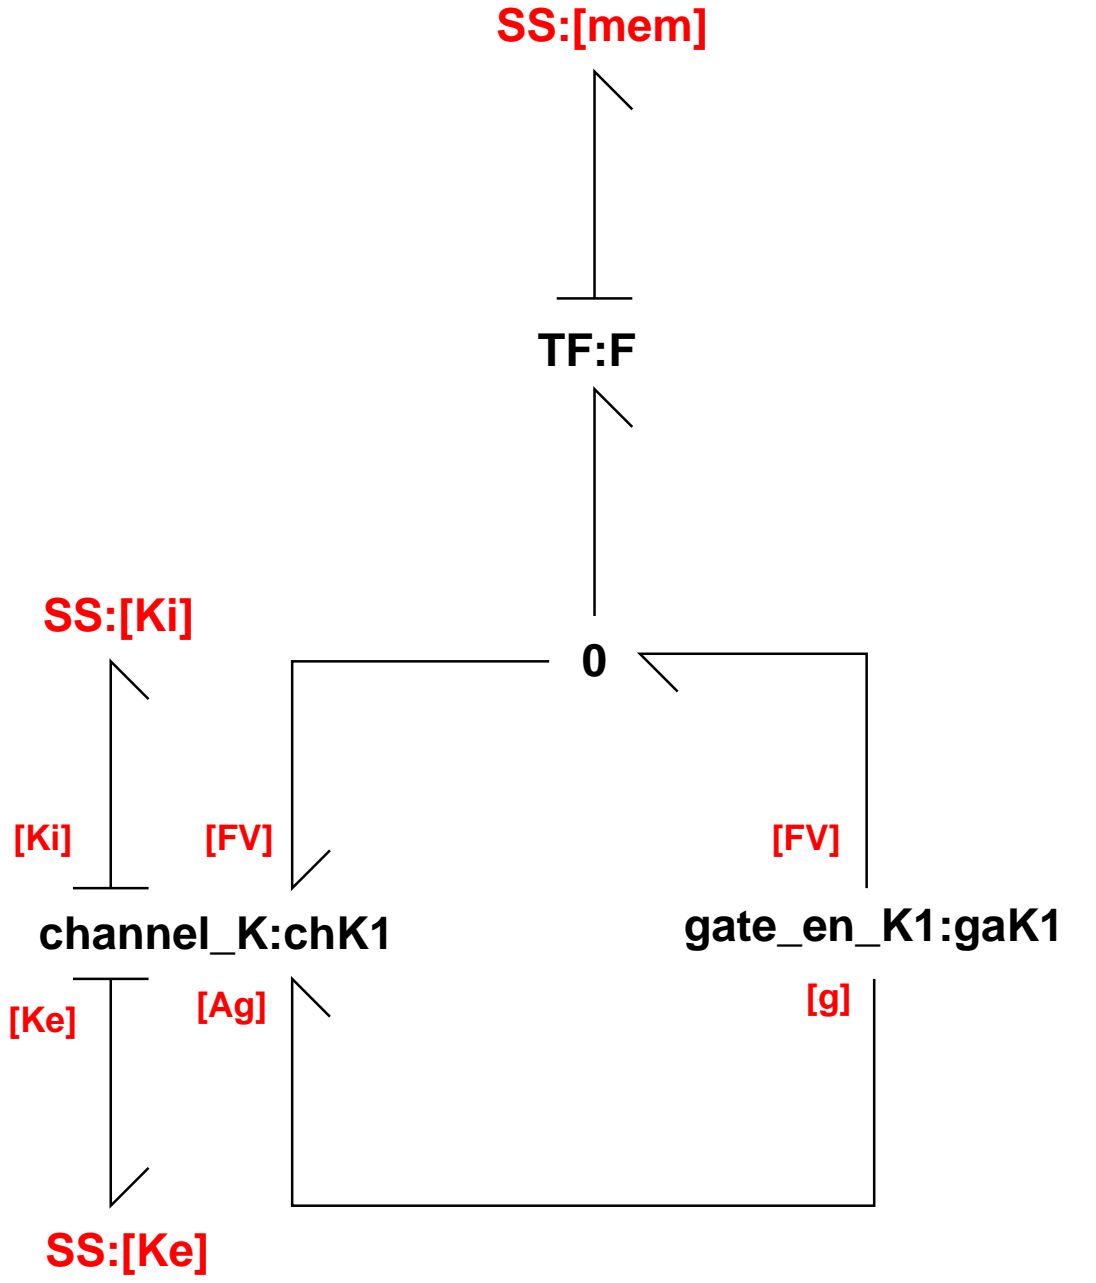 SS:[mem]
TF:F
SS:[Ki]
0
[Ki]
[FV]
[FV]
channel_K:chK1
gate_en_K1:gaK1
[Ke]
[Ag]
[g]
SS:[Ke]